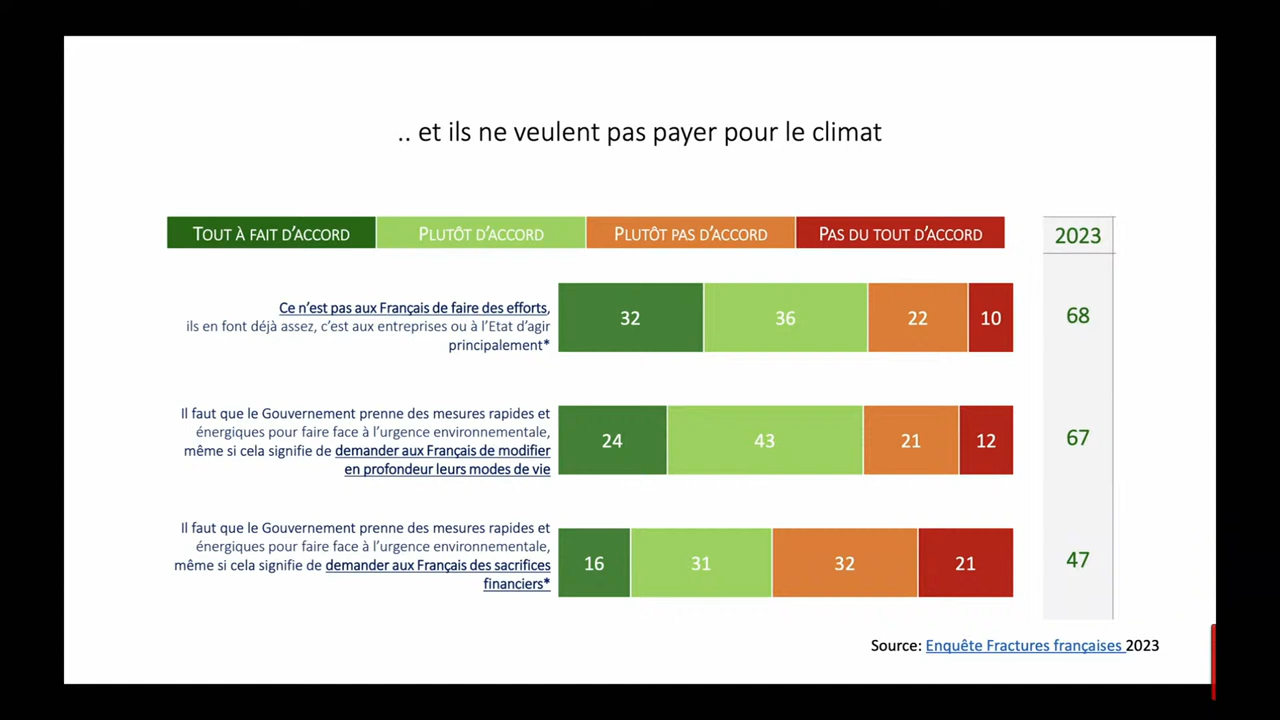 .. et ils ne veulent pas payer pour le climat
TOUT À FAIT D'ACCORD PLUTÔT D'ACCORD PLUTÔT PAS D'ACCORD PAS DU TOUT D'ACCORD 2023
Ce n'est pas aux Français de faire des efforts,
ils en font déjà assez, c'est aux entreprises ou à l'Etat d'agir
principalement*
32 36 22 10 68
Il faut que le Gouvernement prenne des mesures rapides et
énergiques pour faire face à l'urgence environnementale,
même si cela signifie de demander aux Français de modifier
en profondeur leurs modes de vie
24 43 21 12 67
Il faut que le Gouvernement prenne des mesures rapides et
énergiques pour faire face à l'urgence environnementale,
même si cela signifie de demander aux Français des sacrifices
financiers*
16 31 32 21 47
Source: Enquête Fractures françaises 2023